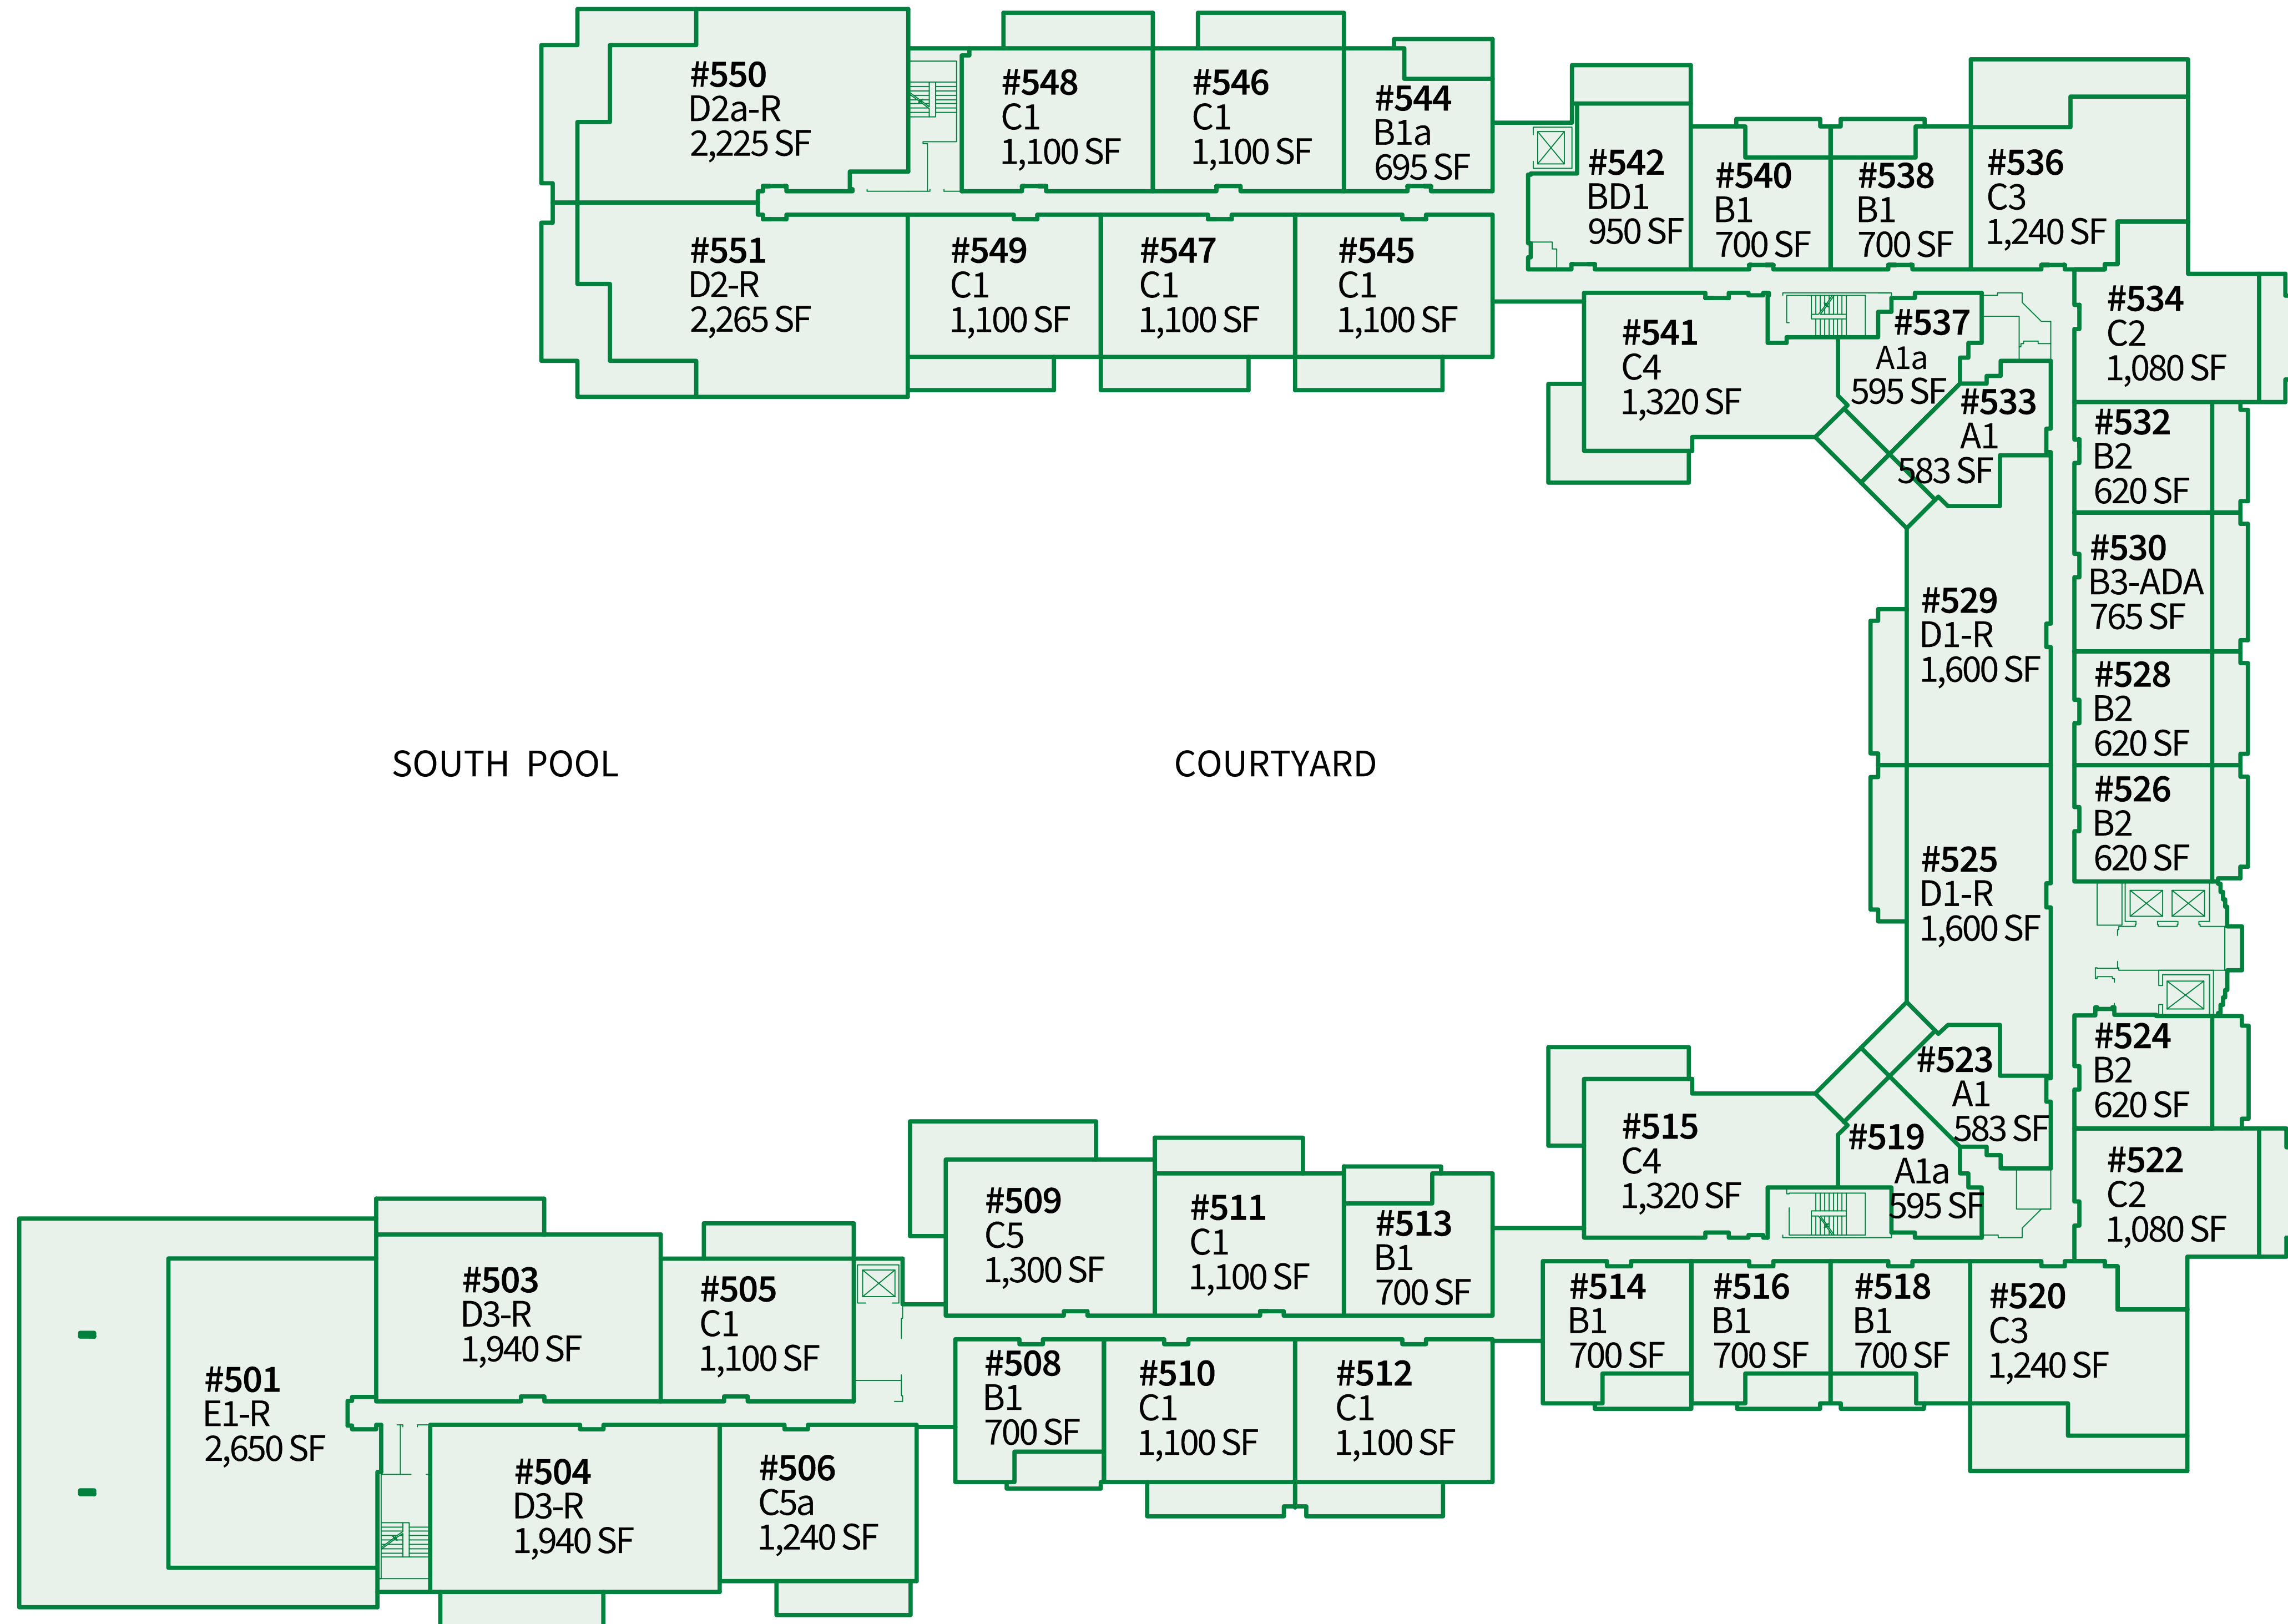 #550
D2a-R
2,225 SF
#548
C1
1,100 SF
#546
C1
1,100 SF
#544
B1a
695 SF
#542
BD1
950 SF
#540
B1
700 SF
#538
B1
700 SF
#536
C3
1,240 SF
#551
D2-R
2,265 SF
#549
C1
1,100 SF
#547
C1
1,100 SF
#545
C1
1,100 SF
#541
C4
1,320 SF
#537
A1a
595 SF
#533
A1
583 SF
#534
C2
1,080 SF
#532
B2
620 SF
#530
B3-ADA
765 SF
#529
D1-R
1,600 SF
#528
B2
620 SF
SOUTH POOL
COURTYARD
#526
B2
620 SF
#525
D1-R
1,600 SF
#524
B2
620 SF
#523
A1
583 SF
#519
A1a
595 SF
#515
C4
1,320 SF
#522
C2
1,080 SF
#509
C5
1,300 SF
#511
C1
1,100 SF
#513
B1
700 SF
#514
B1
700 SF
#516
B1
700 SF
#518
B1
700 SF
#520
C3
1,240 SF
#503
D3-R
1,940 SF
#505
C1
1,100 SF
#501
E1-R
2,650 SF
#508
B1
700 SF
#510
C1
1,100 SF
#512
C1
1,100 SF
#504
D3-R
1,940 SF
#506
C5a
1,240 SF